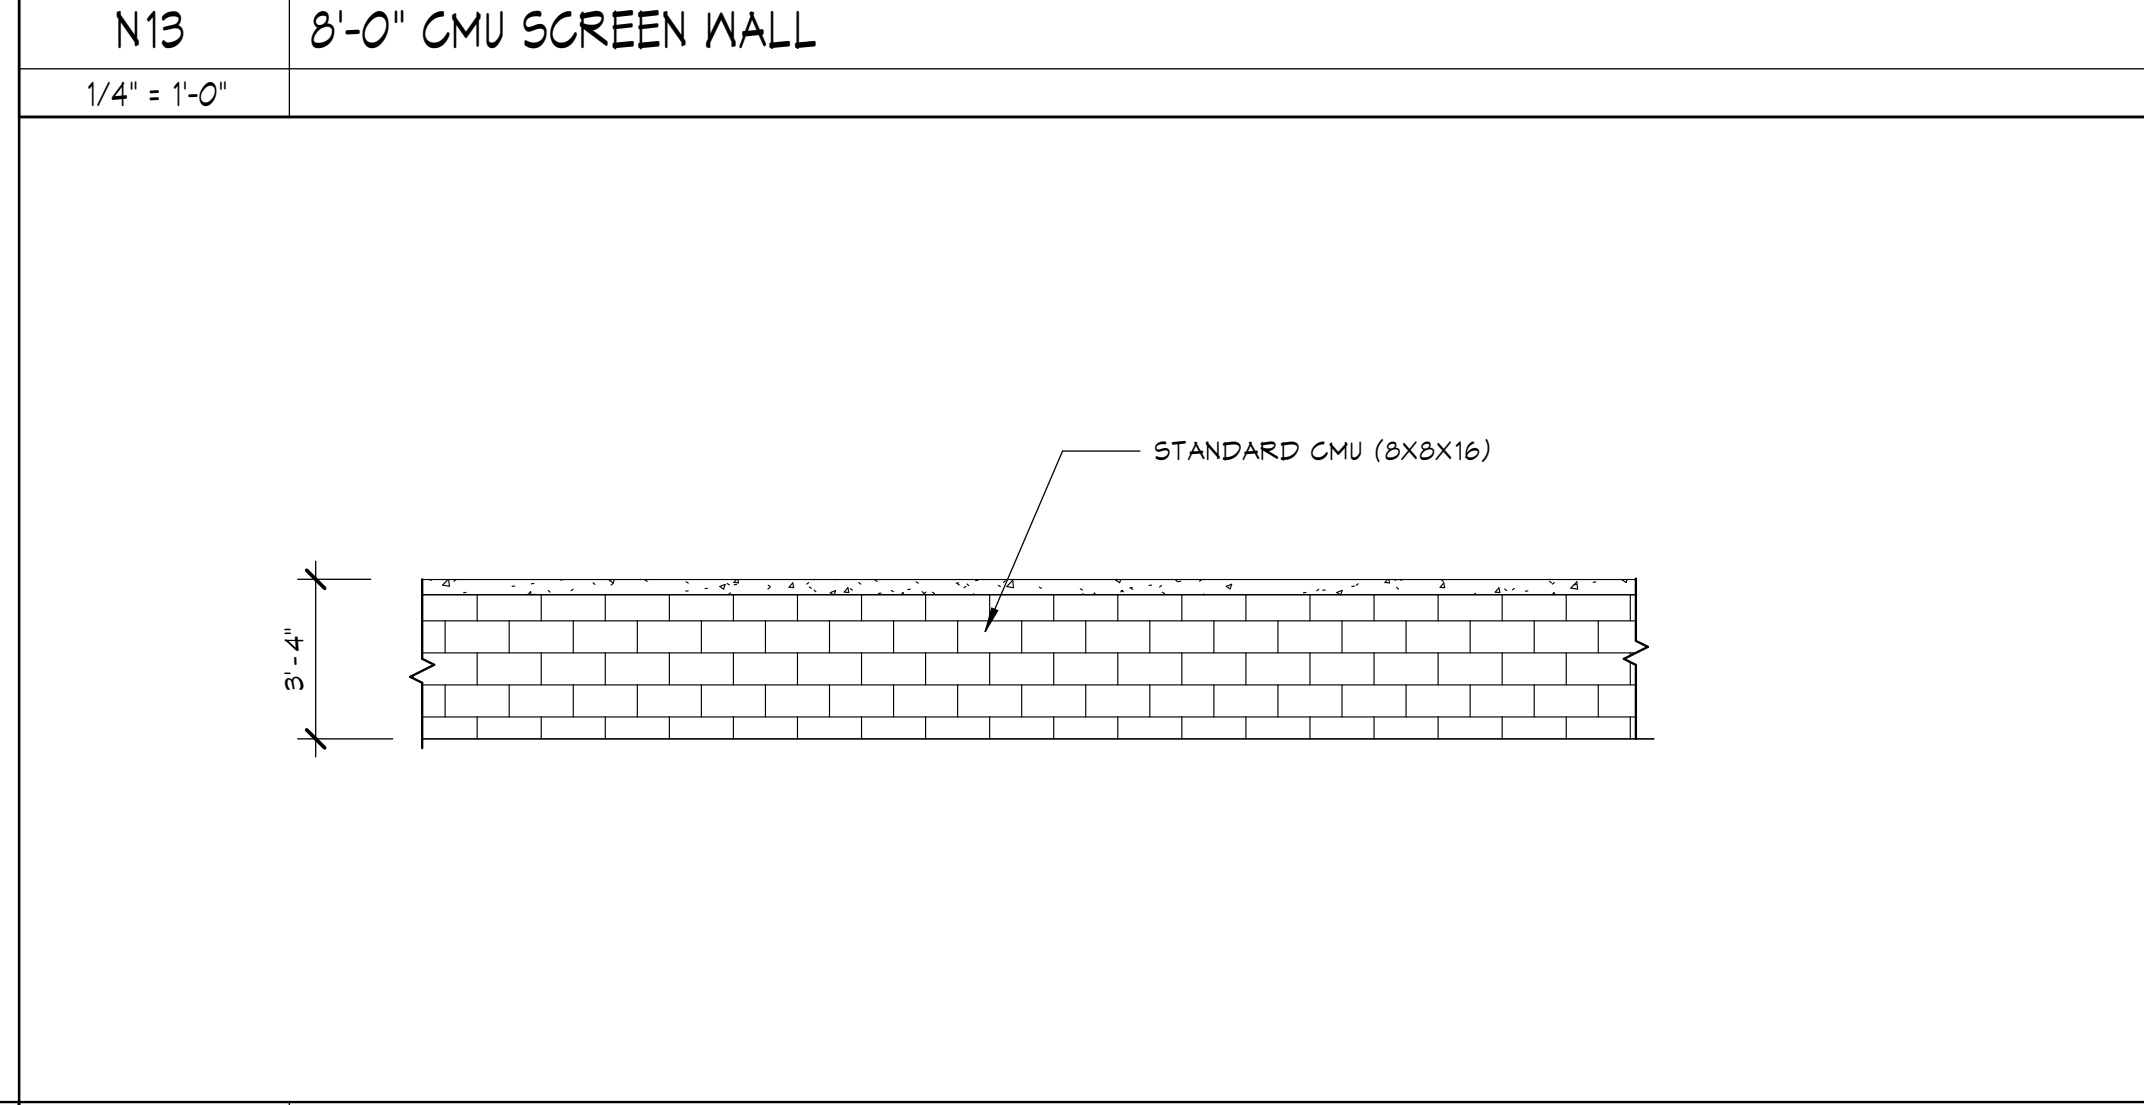 N13
8'-0" CMU SCREEN WALL
1/4" = 1'-0"
STANDARD CMU (8X8X16)
3'-4"